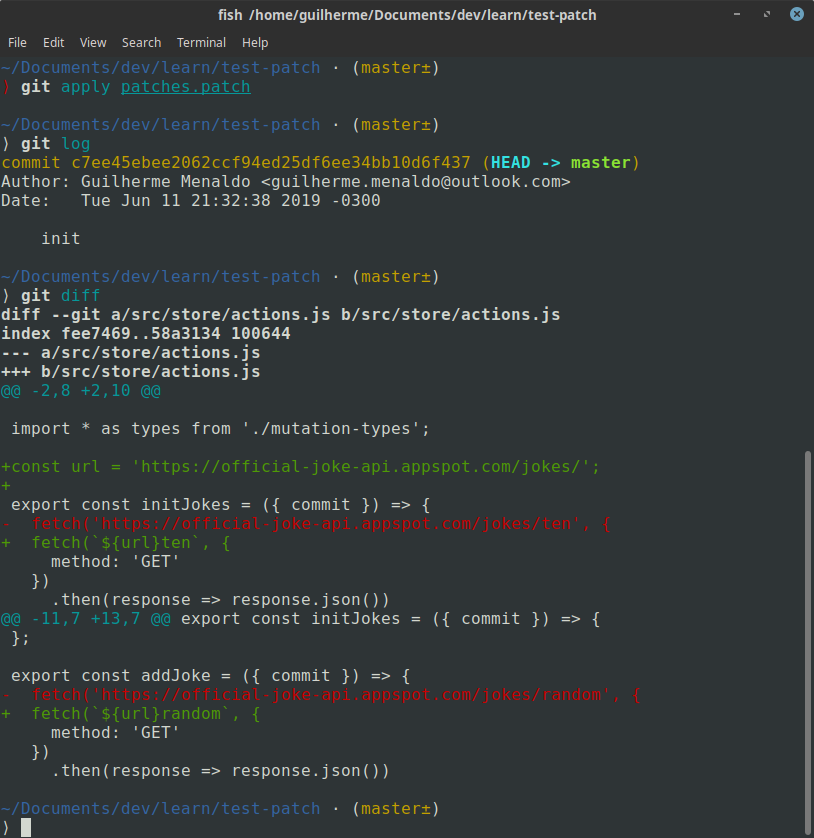 fish /home/guilherme/Documents/dev/learn/test-patch
File Edit View Search Terminal Help
~/Documents/dev/learn/test-patch · (master±)
⟩ git apply patches.patch
~/Documents/dev/learn/test-patch · (master±)
⟩ git log
commit c7ee45ebee2062ccf94ed25df6ee34bb10d6f437 (HEAD -> master)
Author: Guilherme Menaldo <guilherme.menaldo@outlook.com>
Date:   Tue Jun 11 21:32:38 2019 -0300
    init
~/Documents/dev/learn/test-patch · (master±)
⟩ git diff
diff --git a/src/store/actions.js b/src/store/actions.js
index fee7469..58a3134 100644
--- a/src/store/actions.js
+++ b/src/store/actions.js
@@ -2,8 +2,10 @@
 import * as types from './mutation-types';
+const url = 'https://official-joke-api.appspot.com/jokes/';
+
 export const initJokes = ({ commit }) => {
-  fetch('https://official-joke-api.appspot.com/jokes/ten', {
+  fetch(`${url}ten`, {
     method: 'GET'
   })
     .then(response => response.json())
@@ -11,7 +13,7 @@ export const initJokes = ({ commit }) => {
 };
 export const addJoke = ({ commit }) => {
-  fetch('https://official-joke-api.appspot.com/jokes/random', {
+  fetch(`${url}random`, {
     method: 'GET'
   })
     .then(response => response.json())
~/Documents/dev/learn/test-patch · (master±)
⟩